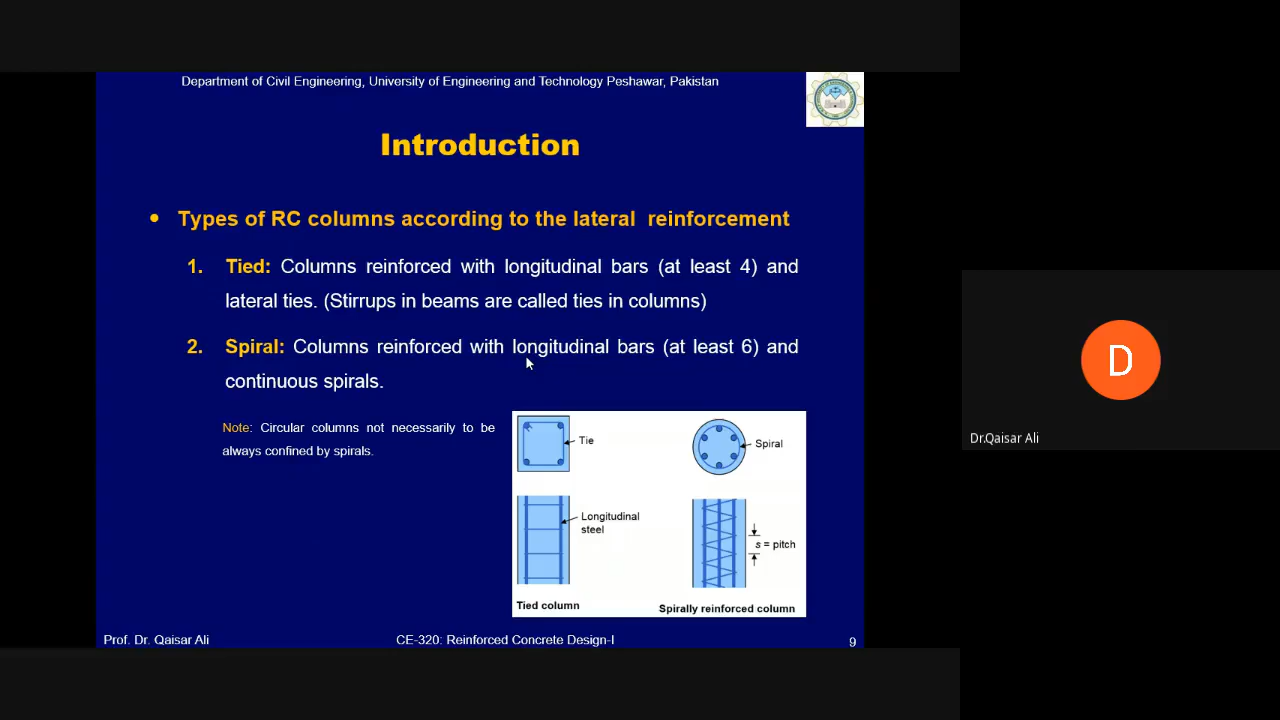 Department of Civil Engineering, University of Engineering and Technology Peshawar, Pakistan
Introduction
• Types of RC columns according to the lateral reinforcement
1. Tied: Columns reinforced with longitudinal bars (at least 4) and
lateral ties. (Stirrups in beams are called ties in columns)
2. Spiral: Columns reinforced with longitudinal bars (at least 6) and
continuous spirals.
Note: Circular columns not necessarily to be
always confined by spirals.
Tie
Spiral
Longitudinal
steel
s = pitch
Tied column
Spirally reinforced column
Prof. Dr. Qaisar Ali
CE-320: Reinforced Concrete Design-I
9
D
Dr.Qaisar Ali